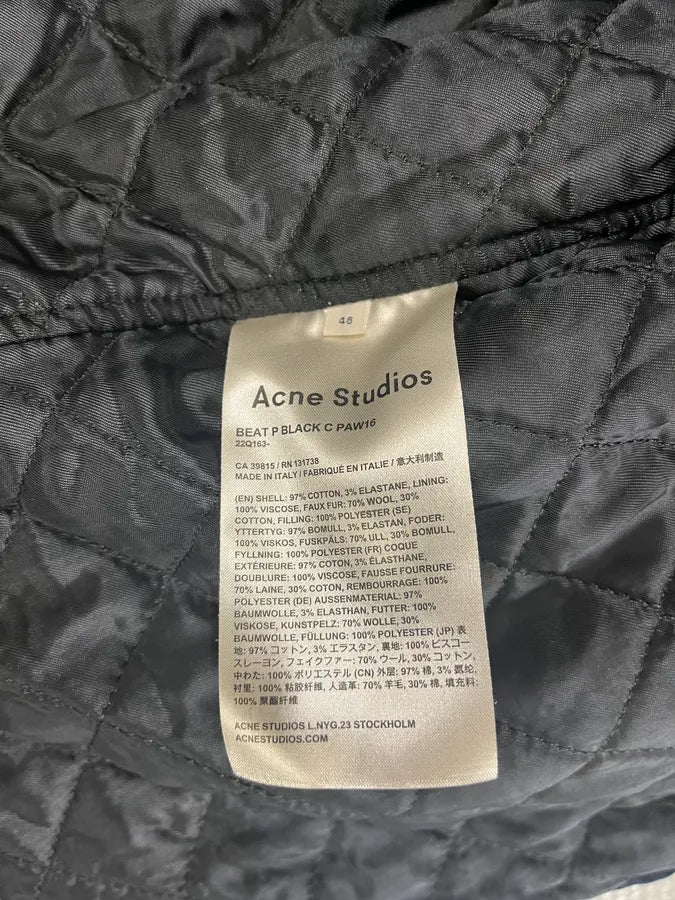 48
Acne Studios
BEAT P BLACK C PAW16
22Q163-
CA 39815 / RN 131738
MADE IN ITALY / FABRIQUÉ EN ITALIE / 意大利制造
(EN) SHELL: 97% COTTON, 3% ELASTANE, LINING:
100% VISCOSE, FAUX FUR: 70% WOOL, 30%
COTTON, FILLING: 100% POLYESTER (SE)
YTTERTYG: 97% BOMULL, 3% ELASTAN, FODER:
100% VISKOS, FUSKPÄLS: 70% ULL, 30% BOMULL,
FYLLNING: 100% POLYESTER (FR) COQUE
EXTÉRIEURE: 97% COTON, 3% ÉLASTHANE,
DOUBLURE: 100% VISCOSE, FAUSSE FOURRURE:
70% LAINE, 30% COTON, REMBOURRAGE: 100%
POLYESTER (DE) AUSSENMATERIAL: 97%
BAUMWOLLE, 3% ELASTHAN, FUTTER: 100%
VISKOSE, KUNSTPELZ: 70% WOLLE, 30%
BAUMWOLLE, FÜLLUNG: 100% POLYESTER (JP) 表
地: 97% コットン, 3% エラスタン, 裏地: 100% ビスコー
スレーヨン, フェイクファー: 70% ウール, 30% コットン,
中わた: 100% ポリエステル (CN) 外层: 97% 棉, 3% 氨纶,
衬里: 100% 粘胶纤维, 人造革: 70% 羊毛, 30% 棉, 填充料:
100% 聚酯纤维
ACNE STUDIOS L.NYG.23 STOCKHOLM
ACNESTUDIOS.COM